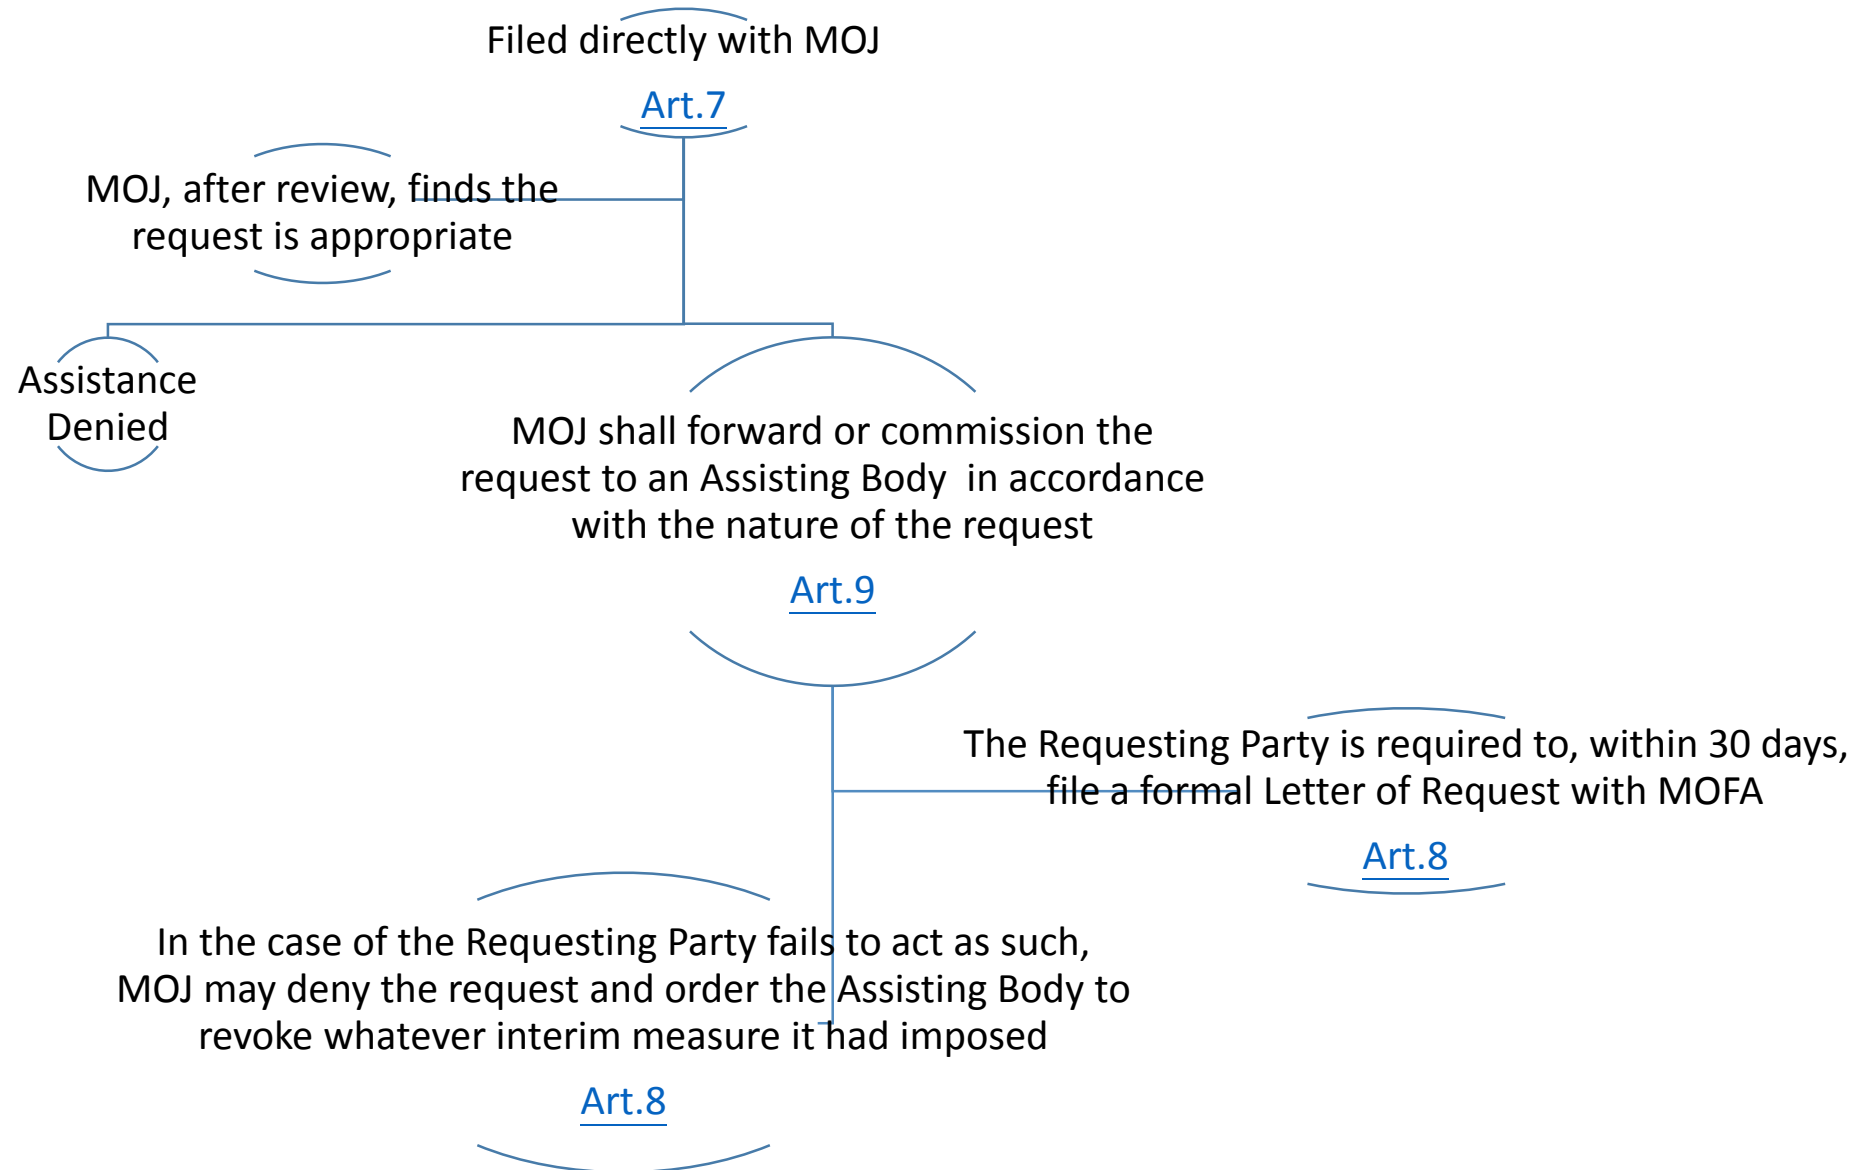 Filed directly with MOJ
Art.7
MOJ, after review, finds the
request is appropriate
Assistance
Denied
MOJ shall forward or commission the
request to an Assisting Body  in accordance
with the nature of the request
Art.9
The Requesting Party is required to, within 30 days,
file a formal Letter of Request with MOFA
Art.8
In the case of the Requesting Party fails to act as such,
MOJ may deny the request and order the Assisting Body to
revoke whatever interim measure it had imposed
Art.8